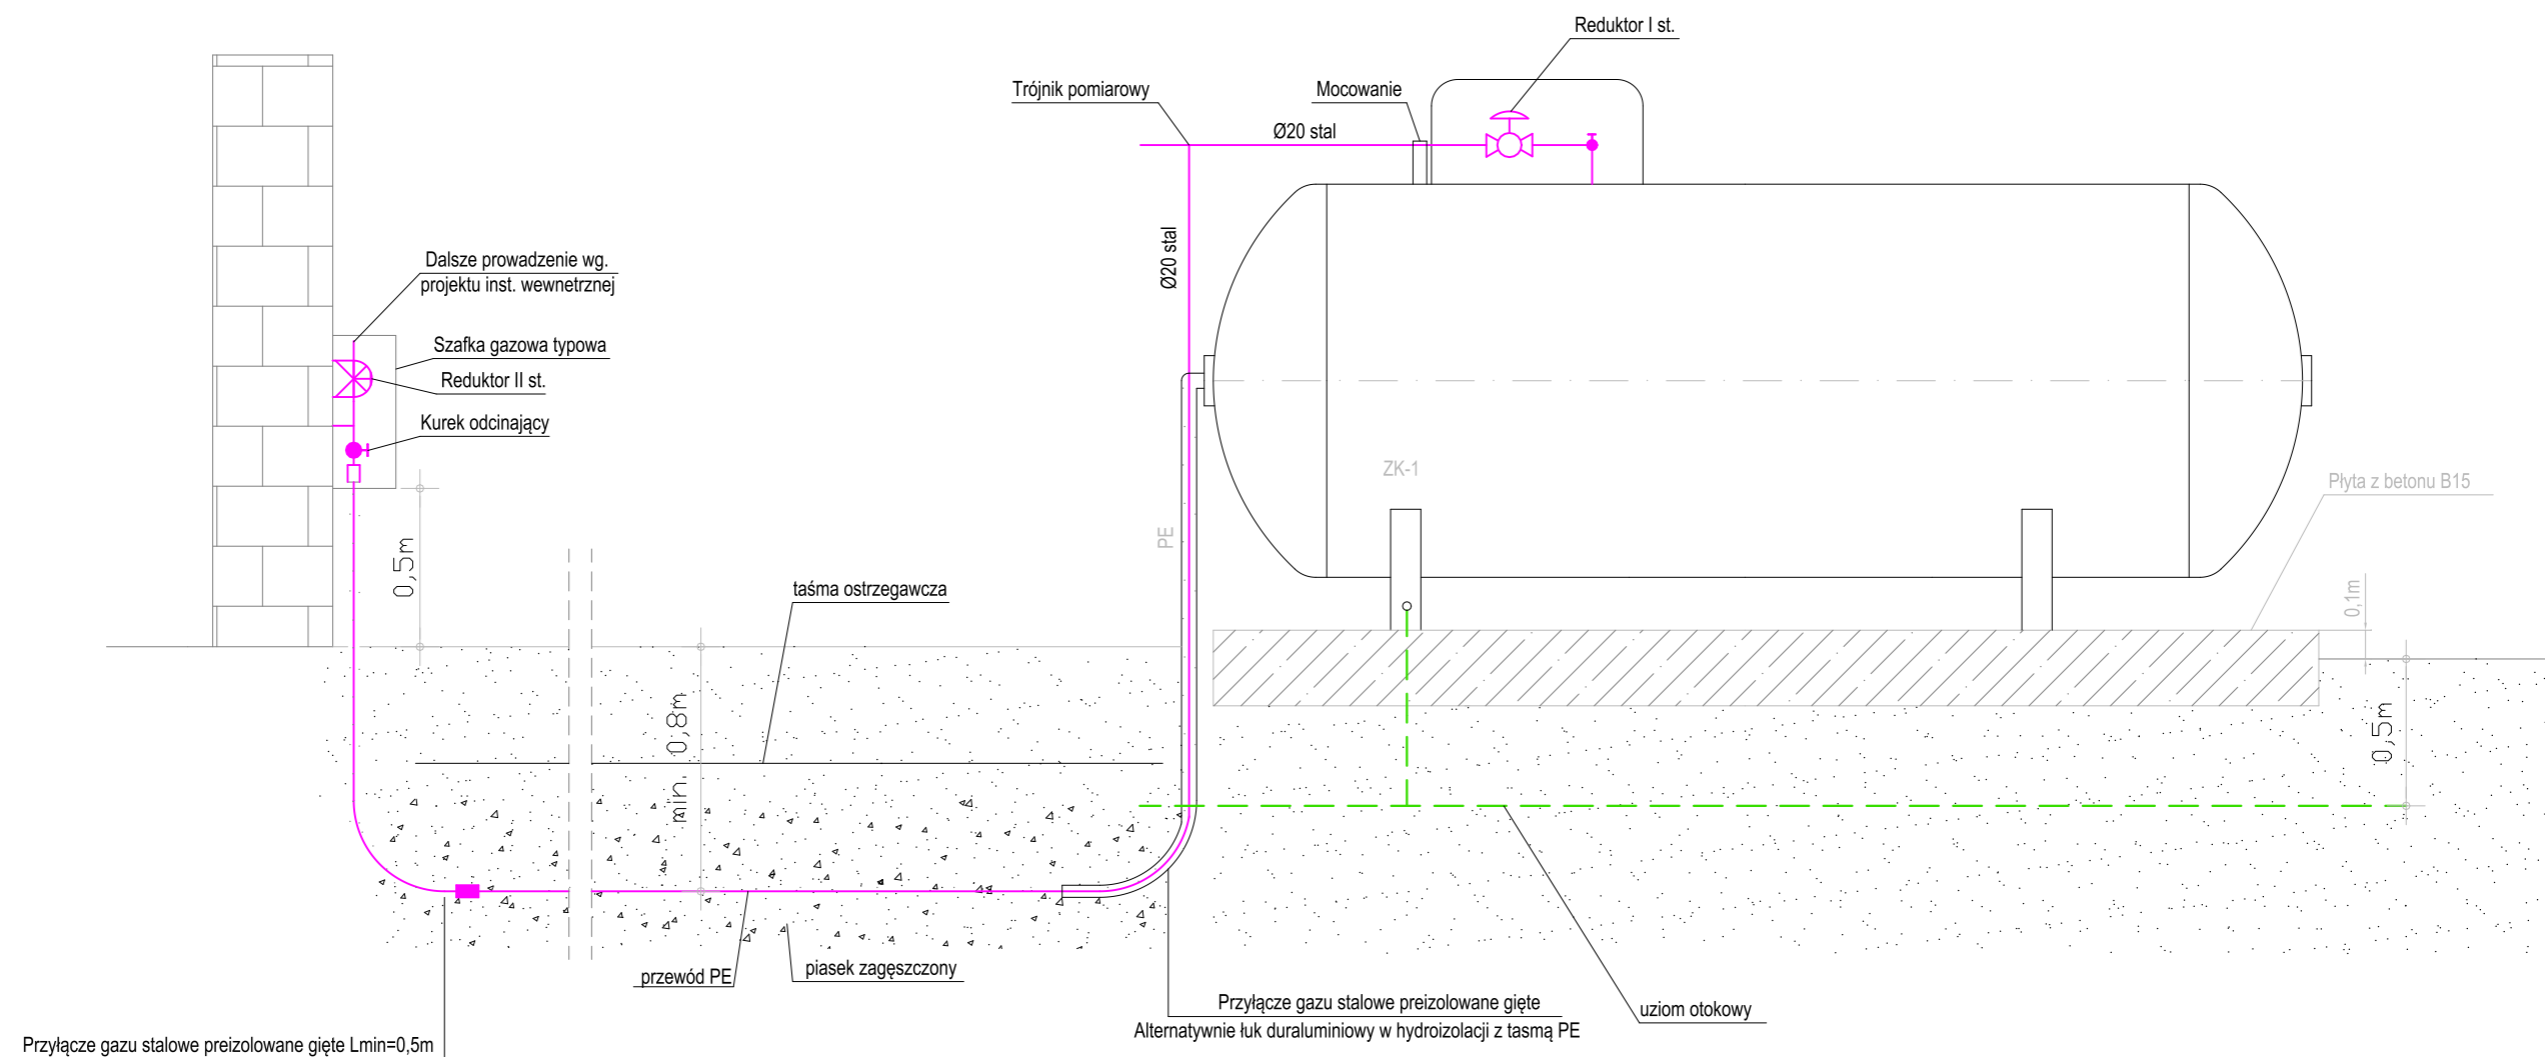 Reduktor I st.
Trójnik pomiarowy
Mocowanie
Ø20 stal
Ø20 stal
Dalsze prowadzenie wg.
projektu inst. wewnetrznej
Szafka gazowa typowa
Reduktor II st.
Kurek odcinający
ZK-1
Płyta z betonu B15
PE
0,5m
taśma ostrzegawcza
0,1m
min. 0,8m
0,5m
przewód PE
piasek zagęszczony
Przyłącze gazu stalowe preizolowane gięte
Alternatywnie łuk duraluminiowy w hydroizolacji z tasmą PE
uziom otokowy
Przyłącze gazu stalowe preizolowane gięte Lmin=0,5m